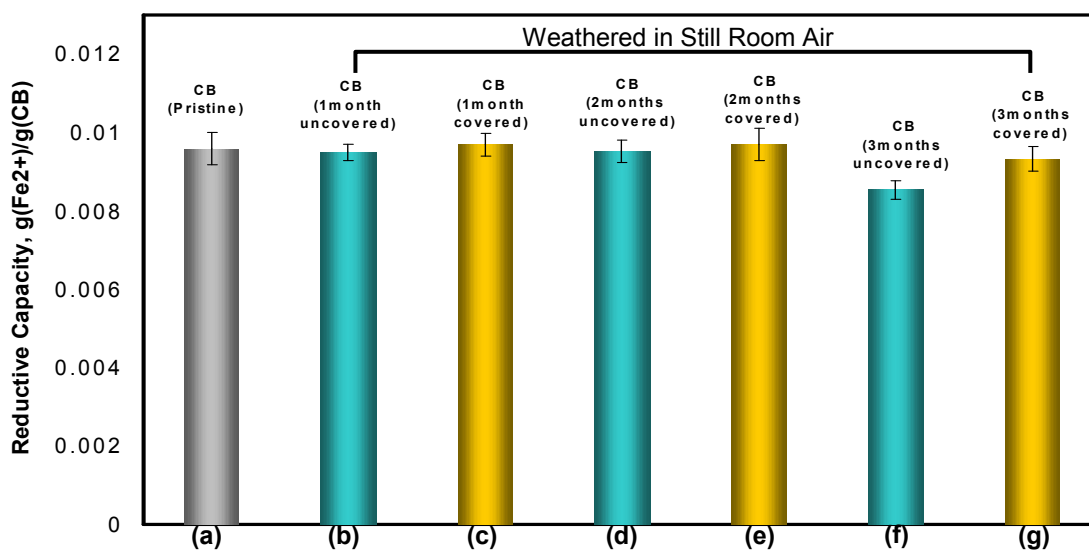 Weathered in Still Room Air
Reductive Capacity, g(Fe2+)/g(CB)
0.012
0.01
0.008
0.006
0.004
0.002
0
CB
(Pristine)
CB
(1month
uncovered)
CB
(1month
covered)
CB
(2months
uncovered)
CB
(2months
covered)
CB
(3months
uncovered)
CB
(3months
covered)
(a)
(b)
(c)
(d)
(e)
(f)
(g)